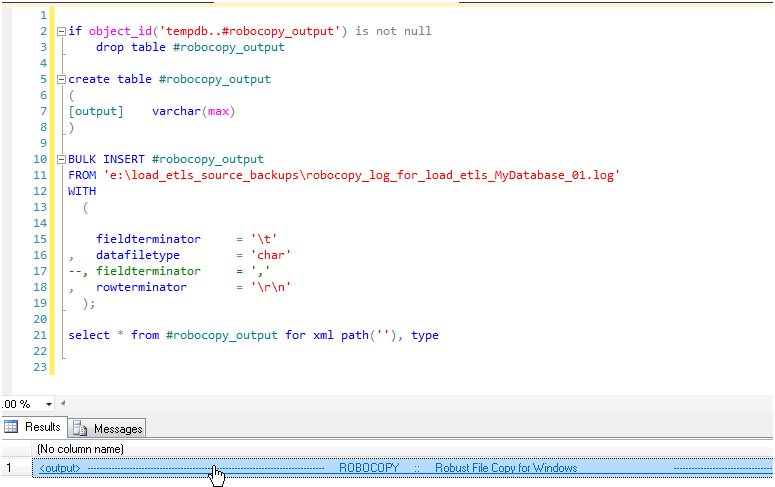 1
2 if object_id('tempdb..#robocopy_output') is not null
3 drop table #robocopy_output
4
5 create table #robocopy_output
6 (
7 [output] varchar(max)
8 )
9
10 BULK INSERT #robocopy_output
11 FROM 'e:\load_etls_source_backups\robocopy_log_for_load_etls_MyDatabase_01.log'
12 WITH
13 (
14
15 fieldterminator = '\t'
16 , datafiletype = 'char'
17 --, fieldterminator = ','
18 , rowterminator = '\r\n'
19 );
20
21 select * from #robocopy_output for xml path(''), type
22
23
.00 %
Results Messages
(No column name)
1 <output> ------------------------------------------------------------------------------- ROBOCOPY :: Robust File Copy for Windows -------------------------------